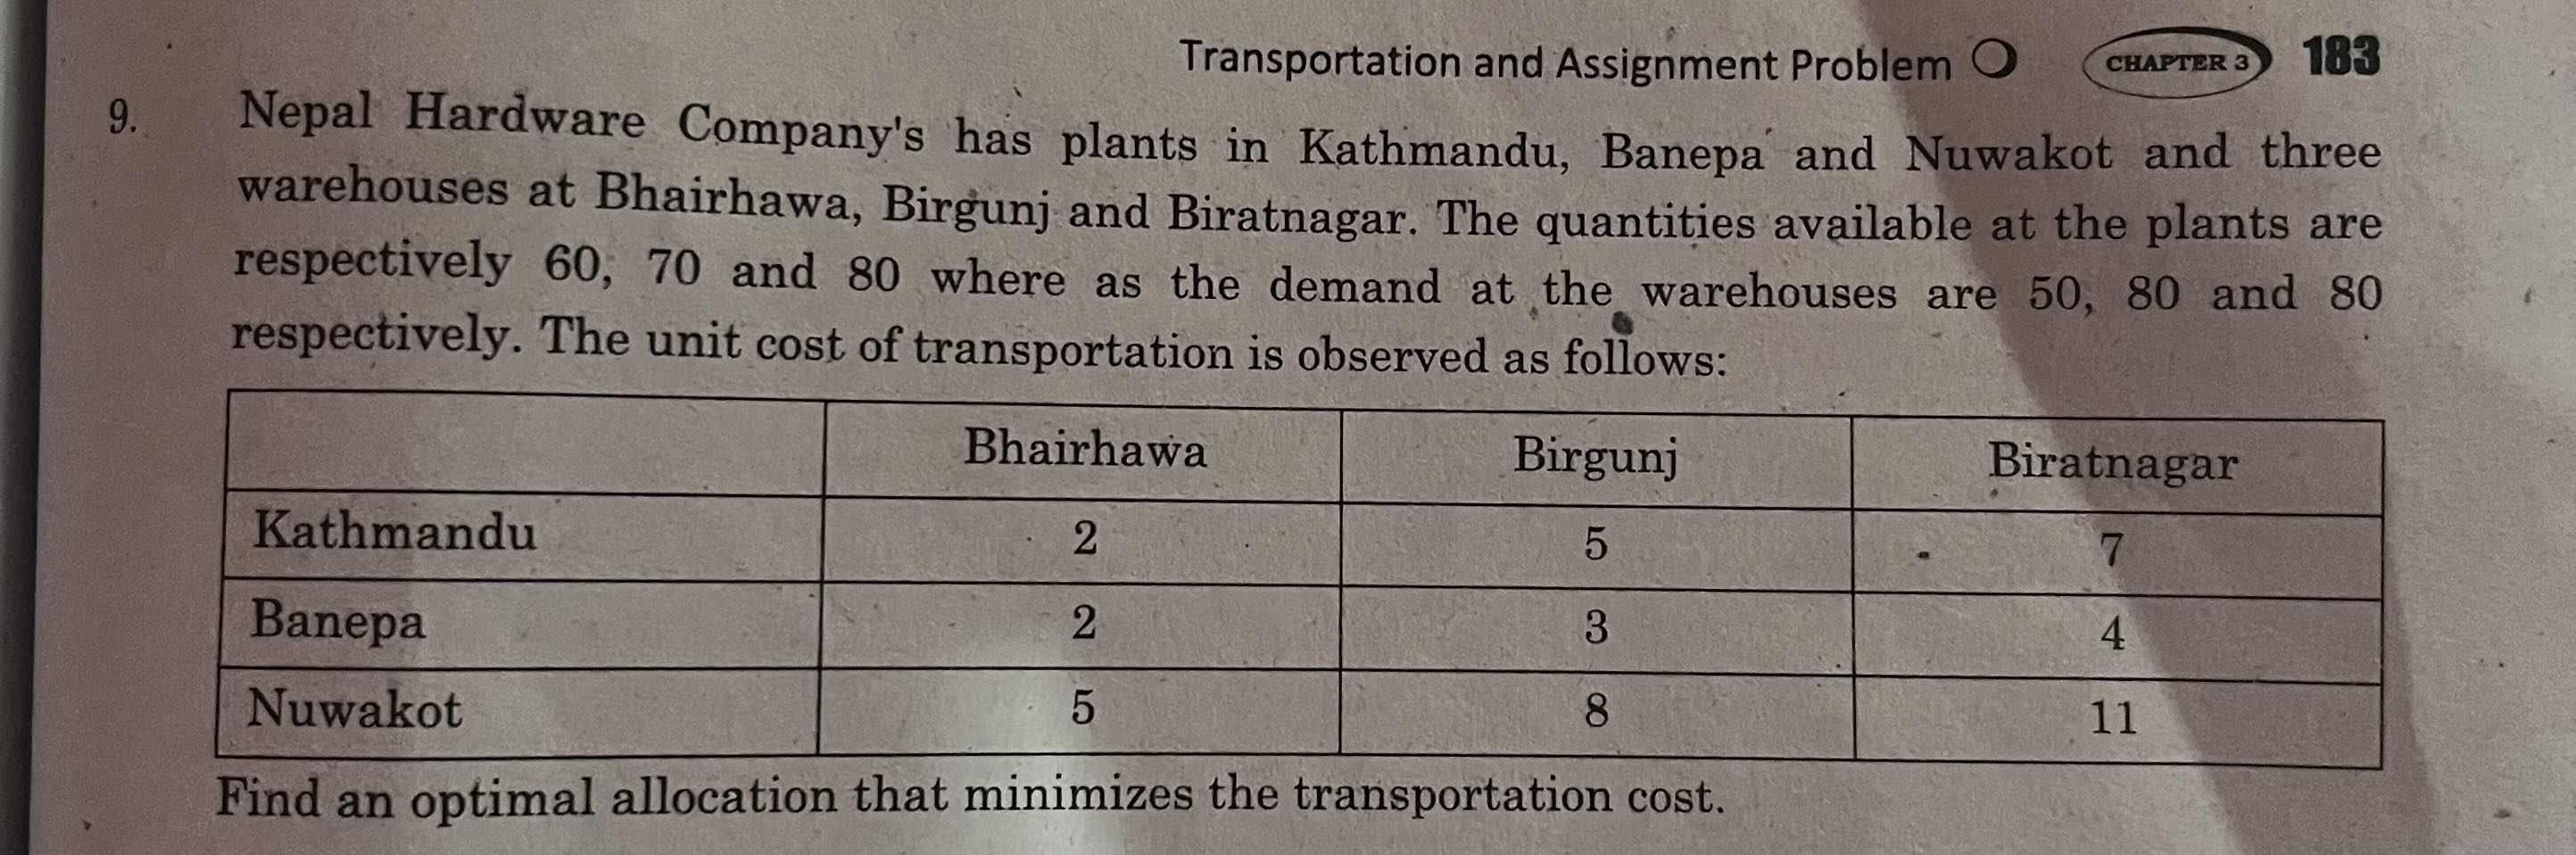 Transportation and Assignment Problem CHAPTER 3 183
9. Nepal Hardware Company's has plants in Kathmandu, Banepa and Nuwakot and three
warehouses at Bhairhawa, Birgunj and Biratnagar. The quantities available at the plants are
respectively 60, 70 and 80 where as the demand at the warehouses are 50, 80 and 80
respectively. The unit cost of transportation is observed as follows:
Bhairhawa Birgunj Biratnagar
Kathmandu 2 5 7
Banepa 2 3 4
Nuwakot 5 8 11
Find an optimal allocation that minimizes the transportation cost.